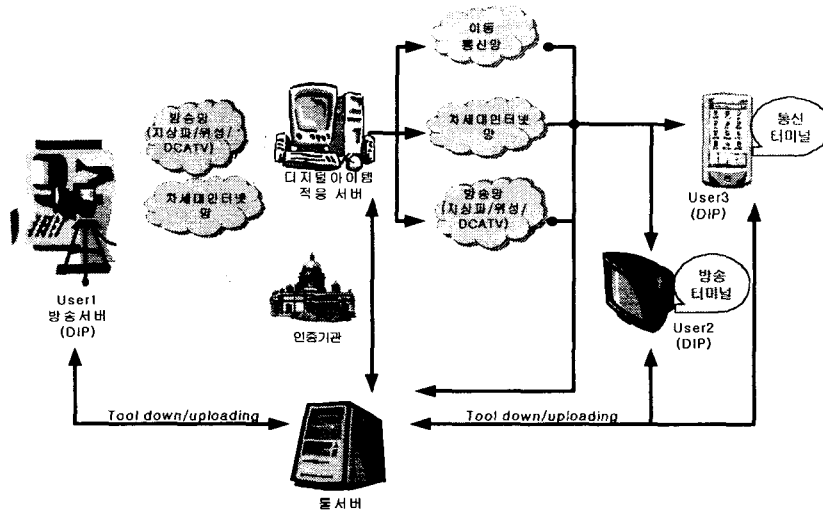 이동
통신망
방송망
(지상파/위성/
DCATV)
차세대인터넷
망
디지털아이템
적응 서버
차세대인터넷
망
방송망
(지상파/위성/
DCATV)
통신
터미널
User3
(DIP)
방송
터미널
User2
(DIP)
User1
방송서버
(DIP)
인증기관
Tool down/uploading
Tool down/uploading
툴서버